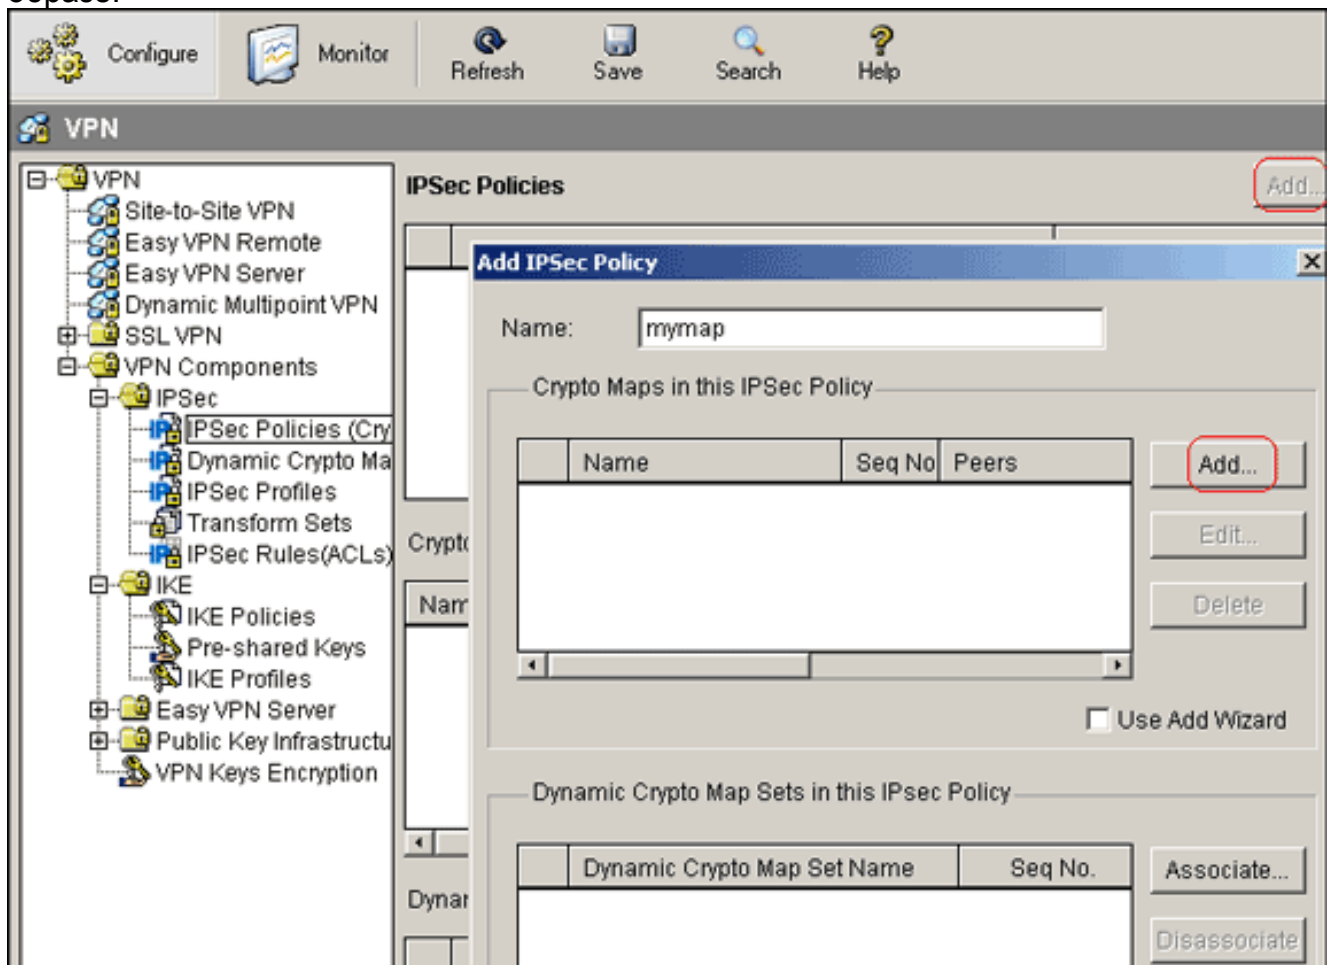 Configure Monitor Refresh Save Search Help
VPN
VPN
Site-to-Site VPN
Easy VPN Remote
Easy VPN Server
Dynamic Multipoint VPN
SSL VPN
VPN Components
IPSec
IPSec Policies (Cry
Dynamic Crypto Ma
IPSec Profiles
Transform Sets
IPSec Rules(ACLs)
IKE
IKE Policies
Pre-shared Keys
IKE Profiles
Easy VPN Server
Public Key Infrastructu
VPN Keys Encryption
IPSec Policies
Add...
Crypto
Nam
Dynar
Add IPSec Policy
Name: mymap
Crypto Maps in this IPSec Policy
Name Seq No Peers
Add...
Edit...
Delete
Use Add Wizard
Dynamic Crypto Map Sets in this IPsec Policy
Dynamic Crypto Map Set Name Seq No.
Associate...
Disassociate